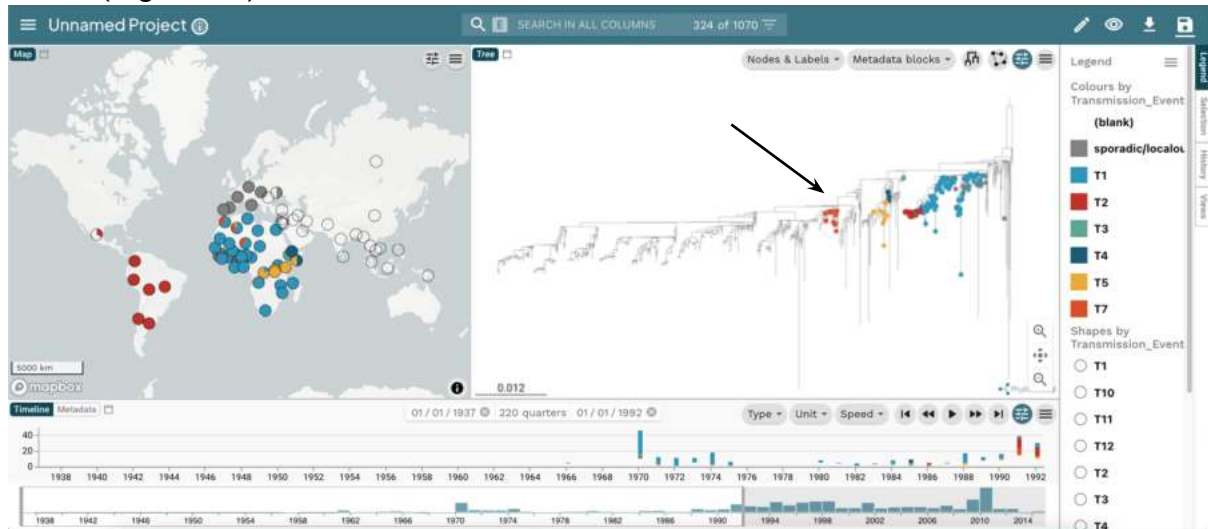 Unnamed Project
E SEARCH IN ALL COLUMNS 324 of 1070
Map
Tree
Nodes & Labels
Metadata blocks
5000 km
mapbox
0.012
Legend
Colours by
Transmission_Event
(blank)
sporadic/localou
T1
T2
T3
T4
T5
T7
Shapes by
Transmission_Event
T1
T10
T11
T12
T2
T3
T4
Legend
Selection
History
Views
Timeline Metadata
01 / 01 / 1937 220 quarters 01 / 01 / 1992
Type Unit Speed
40
20
0
1938 1940 1942 1944 1946 1948 1950 1952 1954 1956 1958 1960 1962 1964 1966 1968 1970 1972 1974 1976 1978 1980 1982 1984 1986 1988 1990 1992
1938 1942 1946 1950 1954 1958 1962 1966 1970 1974 1978 1982 1986 1990 1994 1998 2002 2006 2010 2014